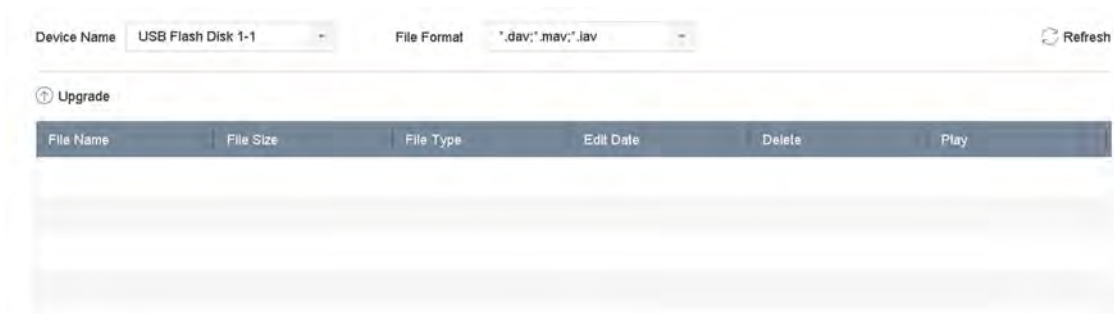 Device Name USB Flash Disk 1-1 File Format *.dav;*.mav;*.iav Refresh
Upgrade
File Name File Size File Type Edit Date Delete Play